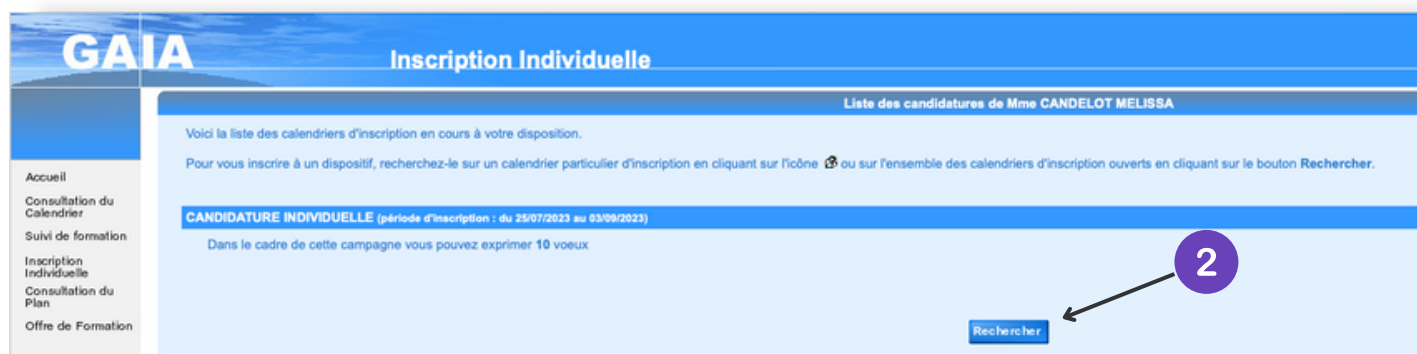 GAIA
Inscription Individuelle
Liste des candidatures de Mme CANDELOT MELISSA
Voici la liste des calendriers d'inscription en cours à votre disposition.
Pour vous inscrire à un dispositif, recherchez-le sur un calendrier particulier d'inscription en cliquant sur l'icône ou sur l'ensemble des calendriers d'inscription ouverts en cliquant sur le bouton Rechercher.
Accueil
Consultation du
Calendrier
Suivi de formation
Inscription
Individuelle
Consultation du
Plan
Offre de Formation
CANDIDATURE INDIVIDUELLE (période d'inscription : du 25/07/2023 au 03/09/2023)
Dans le cadre de cette campagne vous pouvez exprimer 10 voeux
2
Rechercher